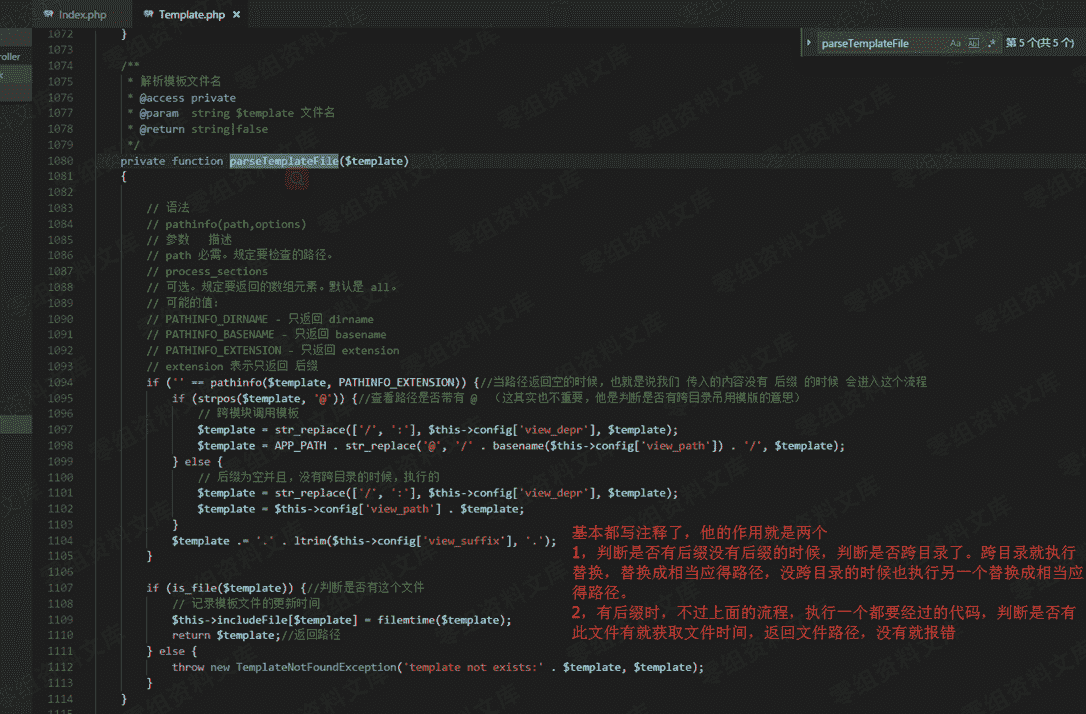 Index.php
Template.php ×
parseTemplateFile Aa Ab| .* 第 5 个(共 5 个)
roller
1072 }
1073
1074 /**
1075 * 解析模板文件名
1076 * @access private
1077 * @param string $template 文件名
1078 * @return string|false
1079 */
1080 private function parseTemplateFile($template)
1081 {
1082
1083 // 语法
1084 // pathinfo(path,options)
1085 // 参数 描述
1086 // path 必需。规定要检查的路径。
1087 // process_sections
1088 // 可选。规定要返回的数组元素。默认是 all。
1089 // 可能的值:
1090 // PATHINFO_DIRNAME - 只返回 dirname
1091 // PATHINFO_BASENAME - 只返回 basename
1092 // PATHINFO_EXTENSION - 只返回 extension
1093 // extension 表示只返回 后缀
1094 if ('' == pathinfo($template, PATHINFO_EXTENSION)) {//当路径返回空的时候，也就是说我们 传入的内容没有 后缀 的时候 会进入这个流程
1095 if (strpos($template, '@')) {//查看路径是否带有 @ （这其实也不重要，他是判断是否有跨目录吊用模版的意思）
1096 // 跨模块调用模板
1097 $template = str_replace(['/', ':'], $this->config['view_depr'], $template);
1098 $template = APP_PATH . str_replace('@', '/' . basename($this->config['view_path']) . '/', $template);
1099 } else {
1100 // 后缀为空并且，没有跨目录的时候，执行的
1101 $template = str_replace(['/', ':'], $this->config['view_depr'], $template);
1102 $template = $this->config['view_path'] . $template;
1103 }
1104 $template .= '.' . ltrim($this->config['view_suffix'], '.');
1105 }
1106
1107 if (is_file($template)) {//判断是否有这个文件
1108 // 记录模板文件的更新时间
1109 $this->includeFile[$template] = filemtime($template);
1110 return $template;//返回路径
1111 } else {
1112 throw new TemplateNotFoundException('template not exists:' . $template, $template);
1113 }
1114 }
1115
基本都写注释了，他的作用就是两个
1，判断是否有后缀没有后缀的时候，判断是否跨目录了。跨目录就执行
替换，替换成相当应得路径，没跨目录的时候也执行另一个替换成相当应
得路径。
2，有后缀时，不过上面的流程，执行一个都要经过的代码，判断是否有
此文件有就获取文件时间，返回文件路径，没有就报错
零组资料文库